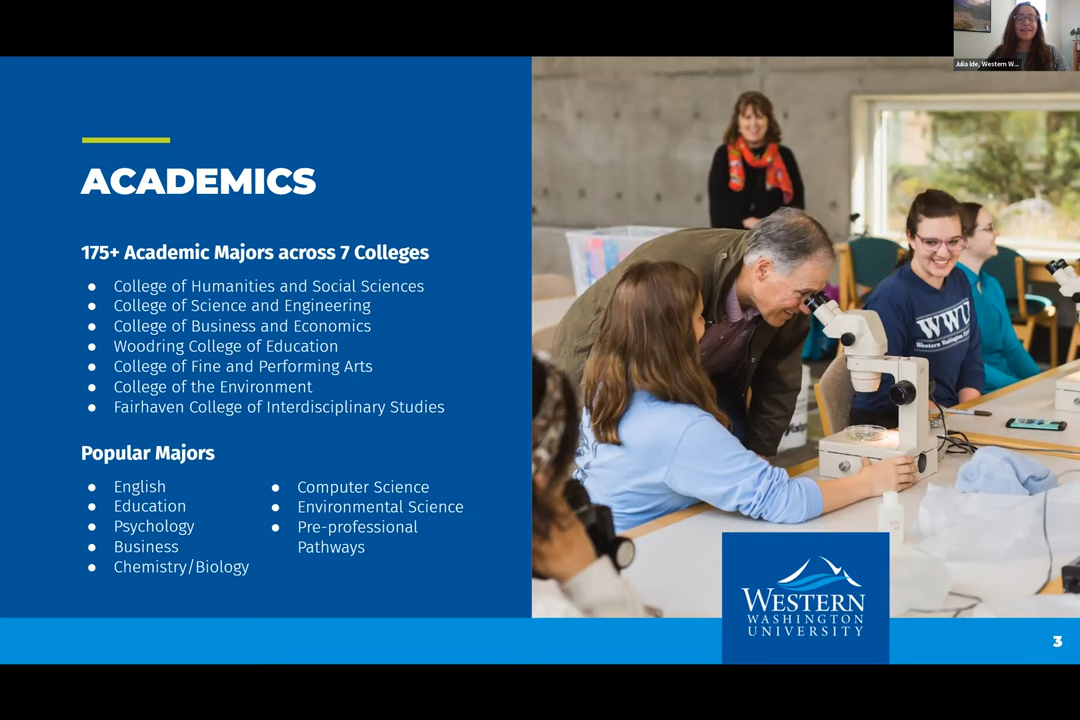 Julia Ide, Western W...
ACADEMICS
175+ Academic Majors across 7 Colleges
● College of Humanities and Social Sciences
● College of Science and Engineering
● College of Business and Economics
● Woodring College of Education
● College of Fine and Performing Arts
● College of the Environment
● Fairhaven College of Interdisciplinary Studies
Popular Majors
● English
● Education
● Psychology
● Business
● Chemistry/Biology
● Computer Science
● Environmental Science
● Pre-professional
Pathways
WWU
Western Washington University
WESTERN
WASHINGTON
UNIVERSITY
3